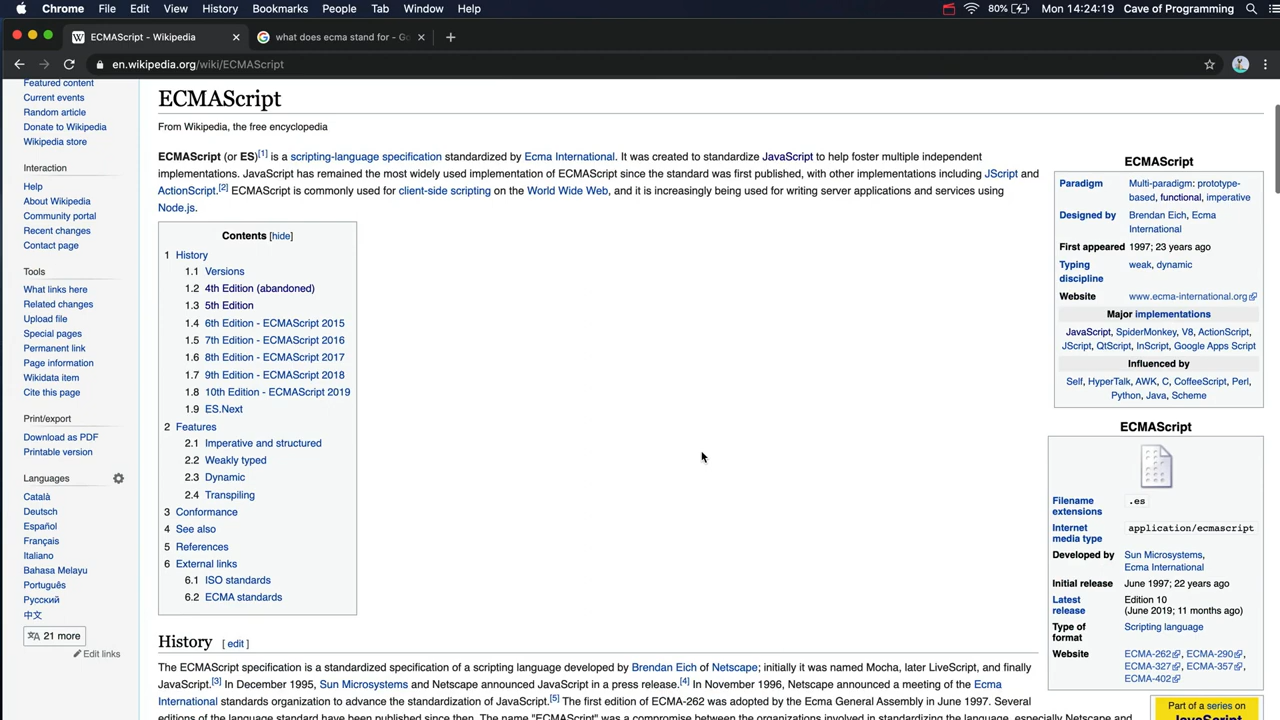 Chrome File Edit View History Bookmarks People Tab Window Help 80% Mon 14:24:19 Cave of Programming
ECMAScript - Wikipedia
what does ecma stand for - Go
en.wikipedia.org/wiki/ECMAScript
Featured content
Current events
Random article
Donate to Wikipedia
Wikipedia store
Interaction
Help
About Wikipedia
Community portal
Recent changes
Contact page
Tools
What links here
Related changes
Upload file
Special pages
Permanent link
Page information
Wikidata item
Cite this page
Print/export
Download as PDF
Printable version
Languages
Català
Deutsch
Español
Français
Italiano
Bahasa Melayu
Português
Русский
中文
21 more
Edit links
ECMAScript
From Wikipedia, the free encyclopedia
ECMAScript (or ES)[1] is a scripting-language specification standardized by Ecma International. It was created to standardize JavaScript to help foster multiple independent
implementations. JavaScript has remained the most widely used implementation of ECMAScript since the standard was first published, with other implementations including JScript and
ActionScript.[2] ECMAScript is commonly used for client-side scripting on the World Wide Web, and it is increasingly being used for writing server applications and services using
Node.js.
Contents [hide]
1 History
1.1 Versions
1.2 4th Edition (abandoned)
1.3 5th Edition
1.4 6th Edition - ECMAScript 2015
1.5 7th Edition - ECMAScript 2016
1.6 8th Edition - ECMAScript 2017
1.7 9th Edition - ECMAScript 2018
1.8 10th Edition - ECMAScript 2019
1.9 ES.Next
2 Features
2.1 Imperative and structured
2.2 Weakly typed
2.3 Dynamic
2.4 Transpiling
3 Conformance
4 See also
5 References
6 External links
6.1 ISO standards
6.2 ECMA standards
History [ edit ]
The ECMAScript specification is a standardized specification of a scripting language developed by Brendan Eich of Netscape; initially it was named Mocha, later LiveScript, and finally
JavaScript.[3] In December 1995, Sun Microsystems and Netscape announced JavaScript in a press release.[4] In November 1996, Netscape announced a meeting of the Ecma
International standards organization to advance the standardization of JavaScript.[5] The first edition of ECMA-262 was adopted by the Ecma General Assembly in June 1997. Several
editions of the language standard have been published since then. The name "ECMAScript" was a compromise between the organizations involved in standardizing the language, especially Netscape and
ECMAScript
Paradigm Multi-paradigm: prototype-
based, functional, imperative
Designed by Brendan Eich, Ecma
International
First appeared 1997; 23 years ago
Typing weak, dynamic
discipline
Website www.ecma-international.org
Major implementations
JavaScript, SpiderMonkey, V8, ActionScript,
JScript, QtScript, InScript, Google Apps Script
Influenced by
Self, HyperTalk, AWK, C, CoffeeScript, Perl,
Python, Java, Scheme
ECMAScript
Filename .es
extensions
Internet application/ecmascript
media type
Developed by Sun Microsystems,
Ecma International
Initial release June 1997; 22 years ago
Latest Edition 10
release (June 2019; 11 months ago)
Type of Scripting language
format
Website ECMA-262, ECMA-290,
ECMA-327, ECMA-357,
ECMA-402
Part of a series on
JavaScript